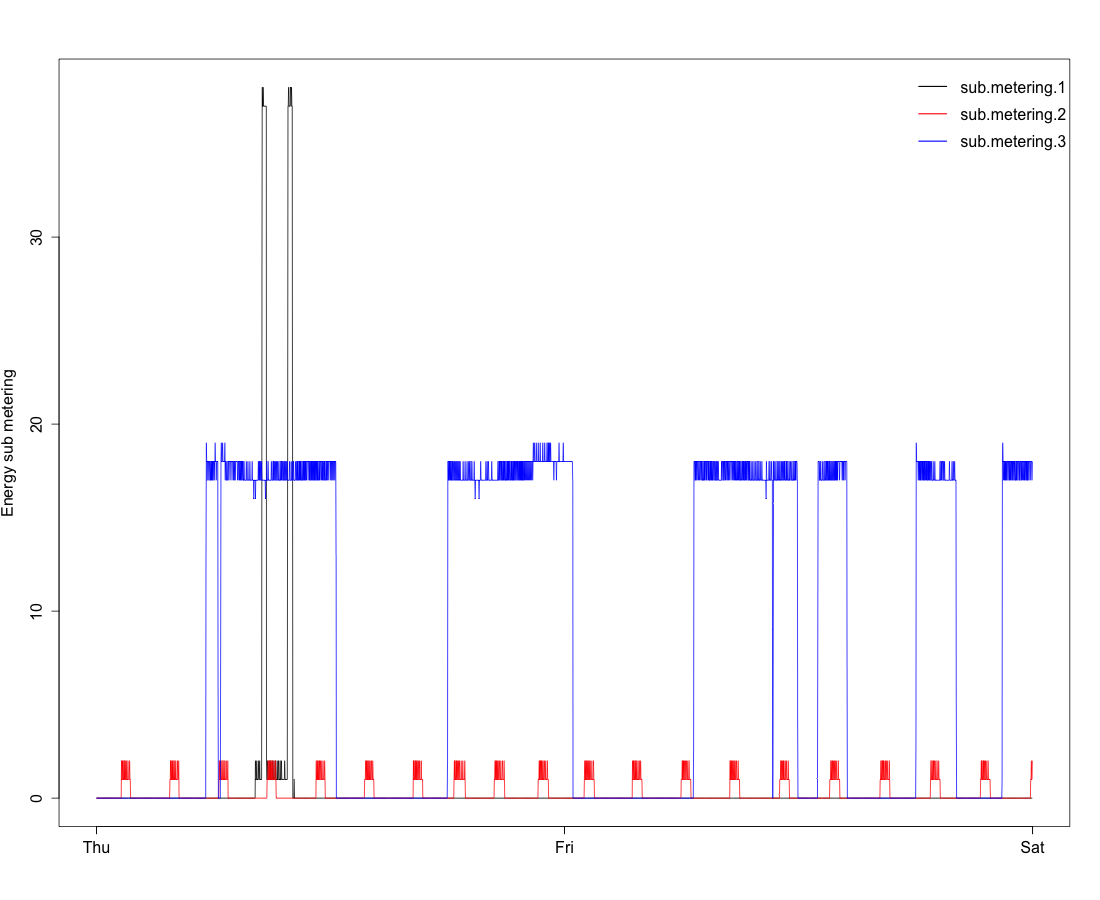 sub.metering.1
sub.metering.2
sub.metering.3
30
20
10
0
Energy sub metering
Thu Fri Sat